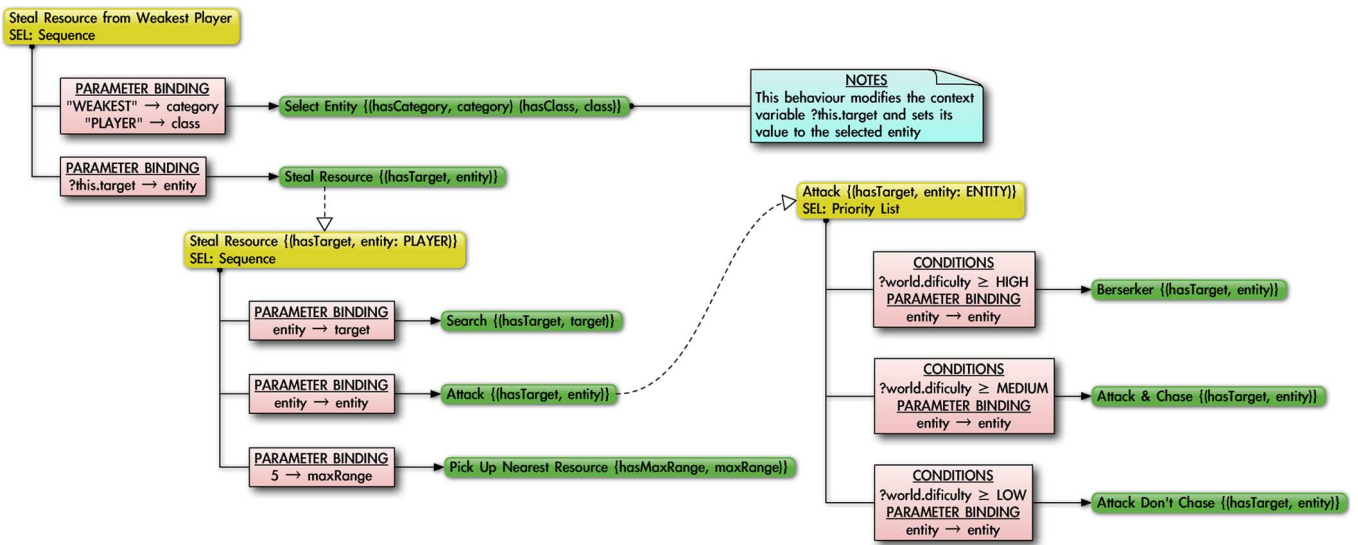 Steal Resource from Weakest Player
SEL: Sequence
PARAMETER BINDING
"WEAKEST" → category
"PLAYER" → class
Select Entity {(hasCategory, category) (hasClass, class)}
NOTES
This behaviour modifies the context
variable ?this.target and sets its
value to the selected entity
PARAMETER BINDING
?this.target → entity
Steal Resource {(hasTarget, entity)}
Steal Resource {(hasTarget, entity: PLAYER)}
SEL: Sequence
PARAMETER BINDING
entity → target
Search {(hasTarget, target)}
PARAMETER BINDING
entity → entity
Attack {(hasTarget, entity)}
PARAMETER BINDING
5 → maxRange
Pick Up Nearest Resource {hasMaxRange, maxRange)}
Attack {(hasTarget, entity: ENTITY)}
SEL: Priority List
CONDITIONS
?world.dificulty ≥ HIGH
PARAMETER BINDING
entity → entity
Berserker {(hasTarget, entity)}
CONDITIONS
?world.dificulty ≥ MEDIUM
PARAMETER BINDING
entity → entity
Attack & Chase {(hasTarget, entity)}
CONDITIONS
?world.dificulty ≥ LOW
PARAMETER BINDING
entity → entity
Attack Don't Chase {(hasTarget, entity)}